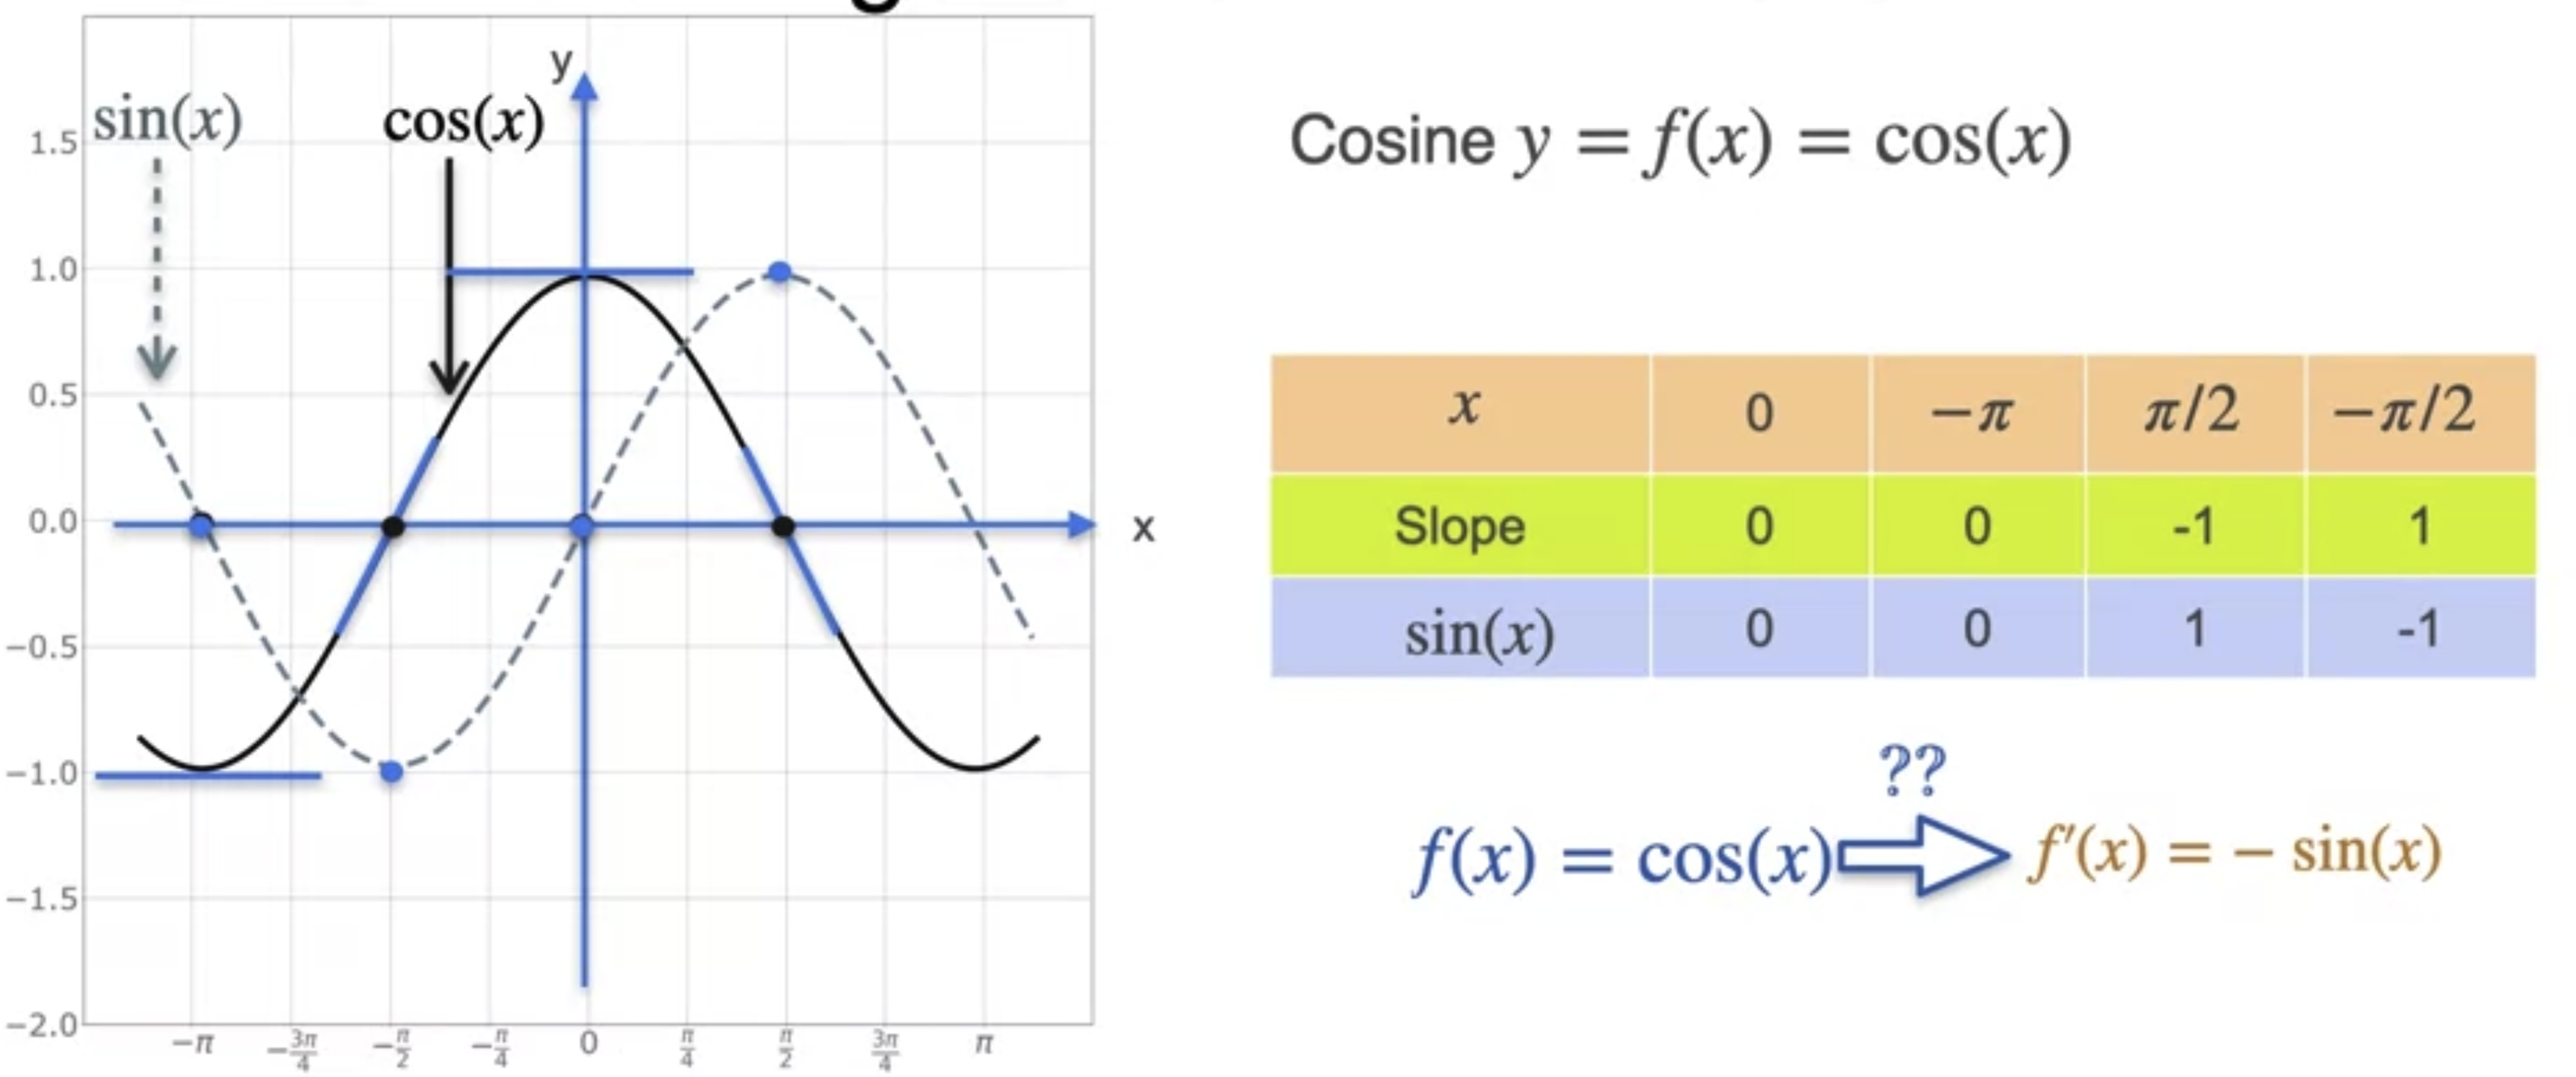 y
sin(x)
cos(x)
1.5
1.0
0.5
0.0
x
−0.5
−1.0
−1.5
−2.0
−π −3π/4 −π/2 −π/4 0 π/4 π/2 3π/4 π
Cosine y = f(x) = cos(x)
x 0 −π π/2 −π/2
Slope 0 0 -1 1
sin(x) 0 0 1 -1
??
f(x) = cos(x) ⇒ f′(x) = − sin(x)